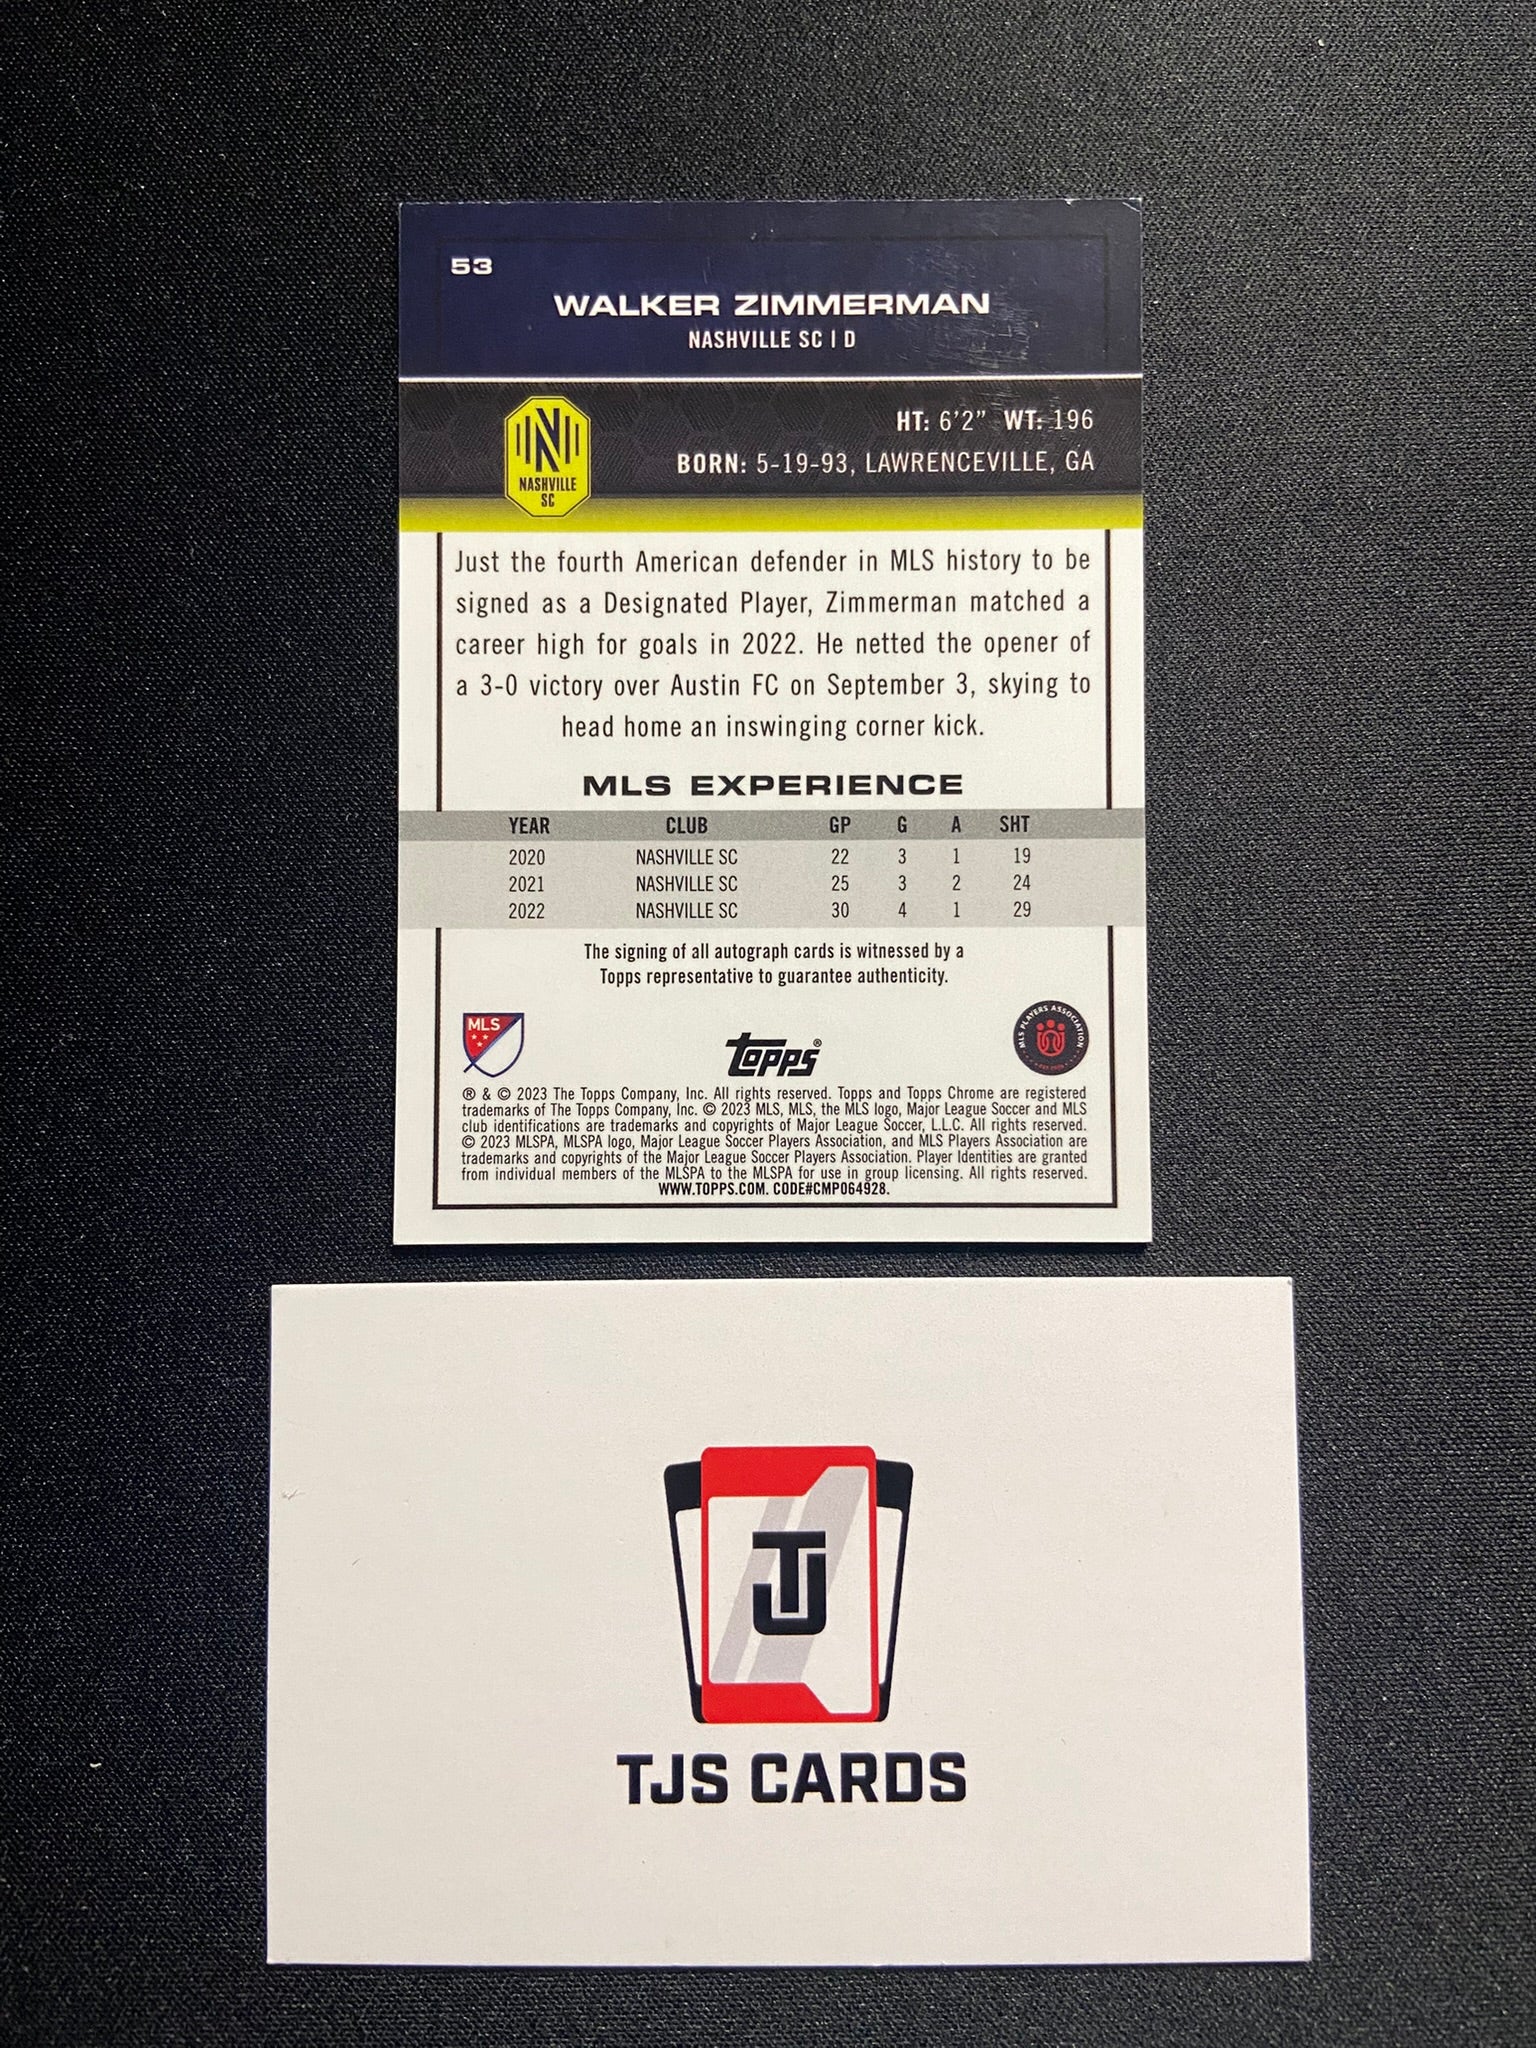 53
WALKER ZIMMERMAN
NASHVILLE SC | D
N
NASHVILLE
SC
HT: 6'2" WT: 196
BORN: 5-19-93, LAWRENCEVILLE, GA
Just the fourth American defender in MLS history to be
signed as a Designated Player, Zimmerman matched a
career high for goals in 2022. He netted the opener of
a 3-0 victory over Austin FC on September 3, skying to
head home an inswinging corner kick.
MLS EXPERIENCE
YEAR CLUB GP G A SHT
2020 NASHVILLE SC 22 3 1 19
2021 NASHVILLE SC 25 3 2 24
2022 NASHVILLE SC 30 4 1 29
The signing of all autograph cards is witnessed by a
Topps representative to guarantee authenticity.
MLS
Topps®
MLS PLAYERS ASSOCIATION
® & © 2023 The Topps Company, Inc. All rights reserved. Topps and Topps Chrome are registered
trademarks of The Topps Company, Inc. © 2023 MLS, MLS, the MLS logo, Major League Soccer and MLS
club identifications are trademarks and copyrights of Major League Soccer, L.L.C. All rights reserved.
© 2023 MLSPA, MLSPA logo, Major League Soccer Players Association, and MLS Players Association are
trademarks and copyrights of the Major League Soccer Players Association. Player Identities are granted
from individual members of the MLSPA to the MLSPA for use in group licensing. All rights reserved.
WWW.TOPPS.COM. CODE#CMP064928.
TJ
TJS CARDS